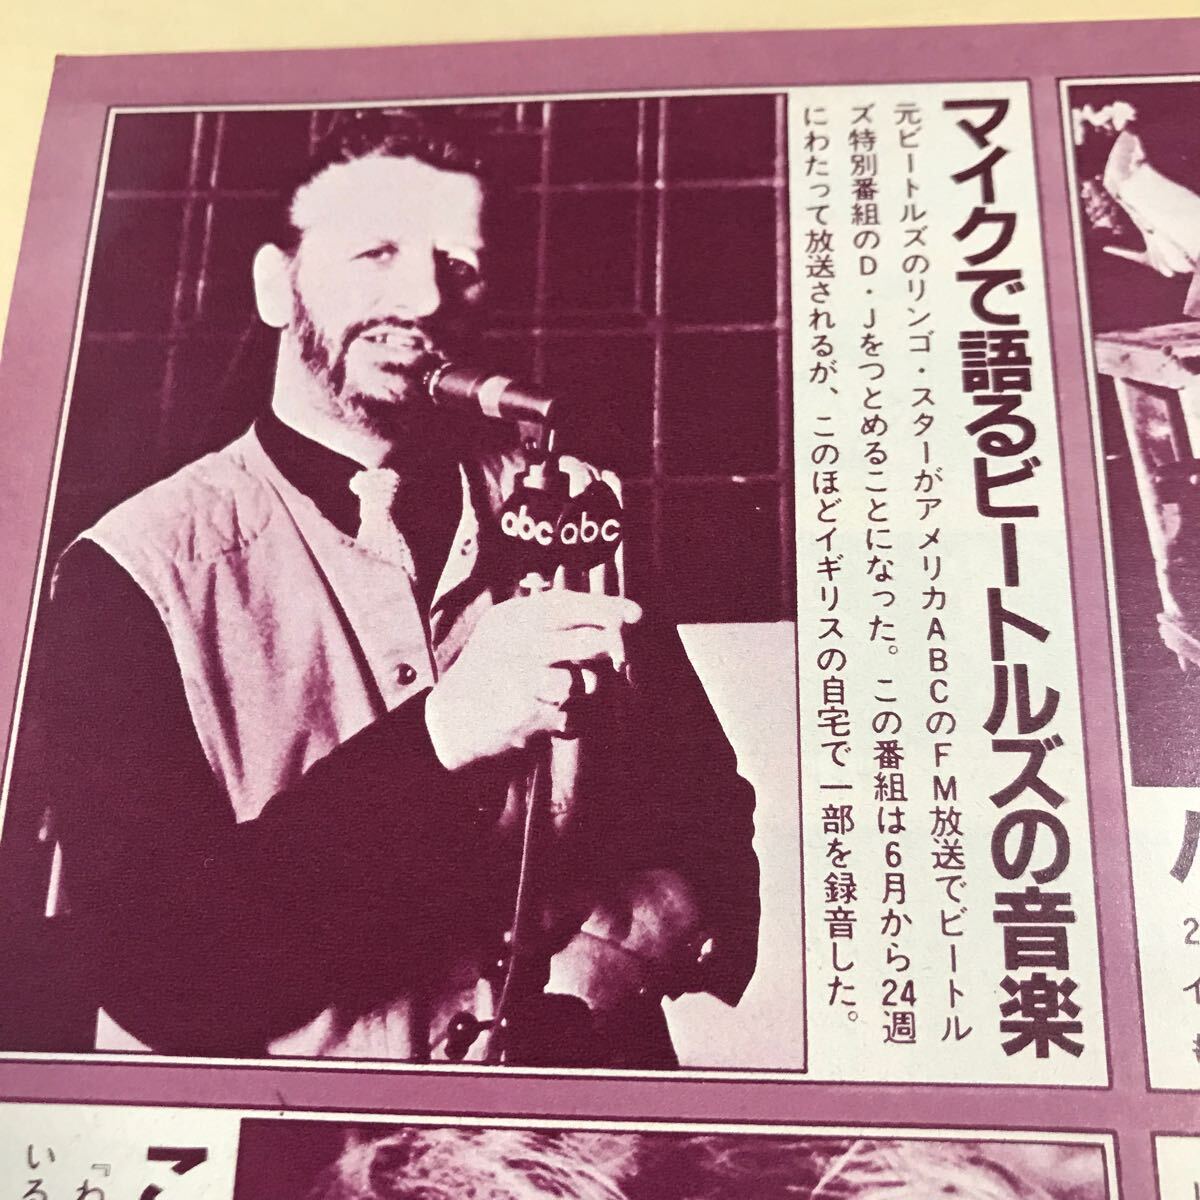 マイクで語るビートルズの音楽
元ビートルズのリンゴ・スターがアメリカABCのFM放送でビートル
ズ特別番組のD・Jをつとめることになった。この番組は6月から24週
にわたって放送されるが、このほどイギリスの自宅で一部を録音した。
abc abc
2
イ
『わ
いる